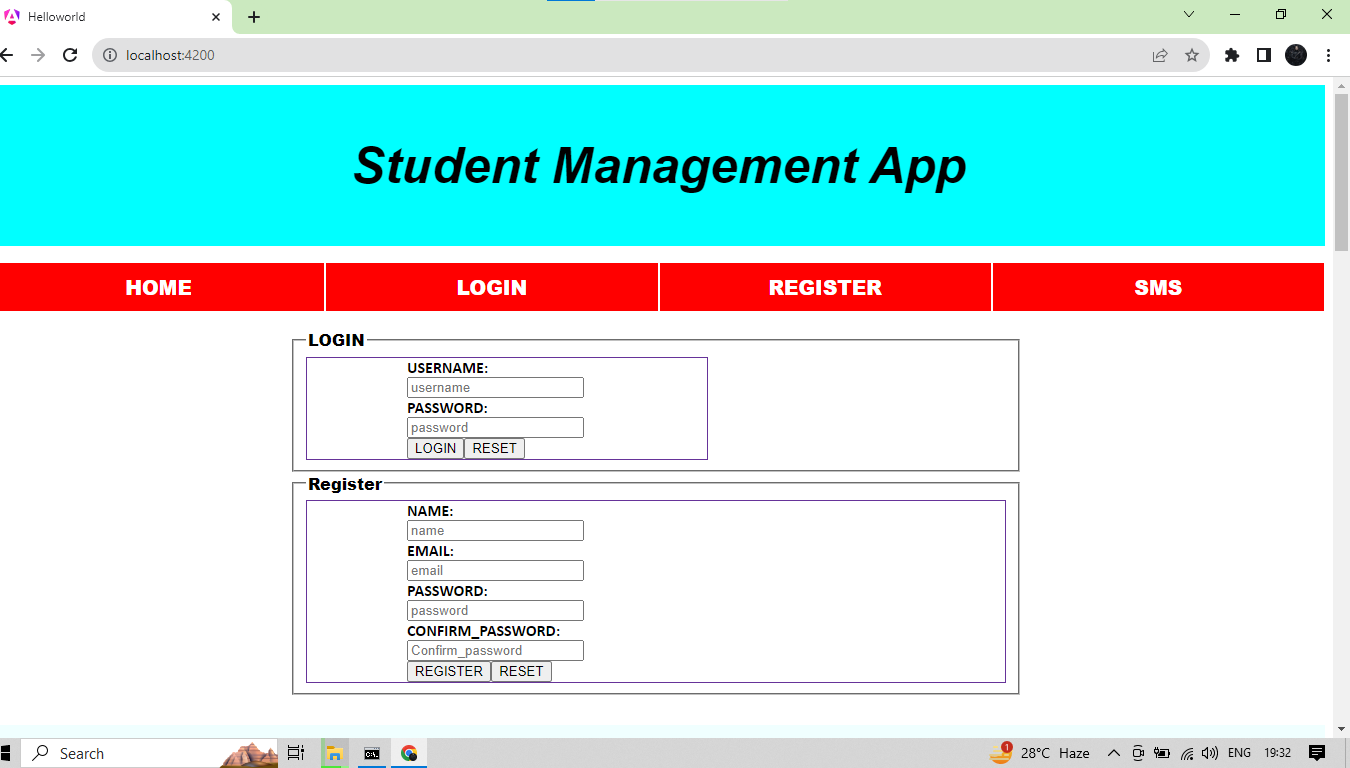 Helloworld
localhost:4200
Student Management App
HOME LOGIN REGISTER SMS
LOGIN
USERNAME:
username
PASSWORD:
password
LOGIN RESET
Register
NAME:
name
EMAIL:
email
PASSWORD:
password
CONFIRM_PASSWORD:
Confirm_password
REGISTER RESET
Search 1 28°C Haze ENG 19:32